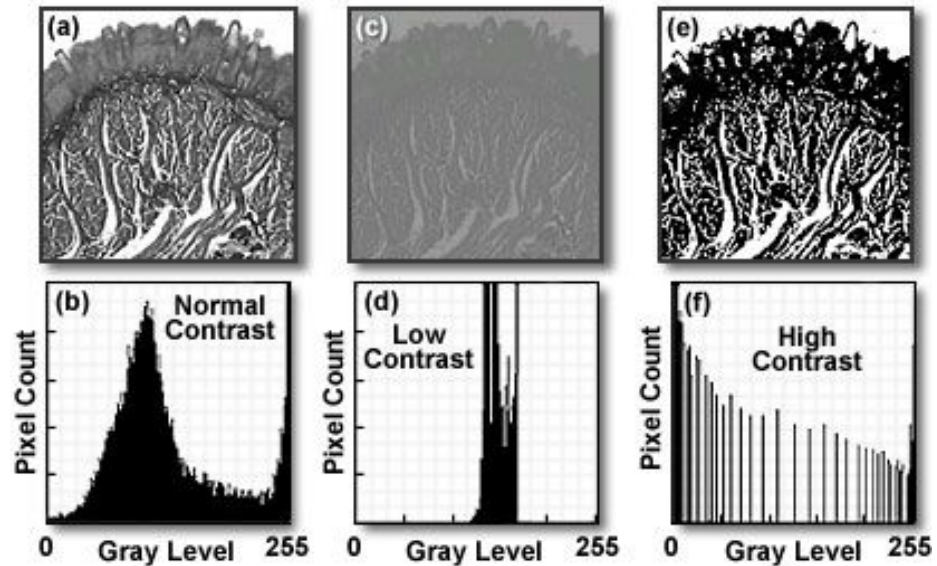 (a)
(c)
(e)
(b) Normal
Contrast
Pixel Count
0 Gray Level 255
(d)
Low
Contrast
Pixel Count
0 Gray Level 255
(f)
High
Contrast
Pixel Count
0 Gray Level 255